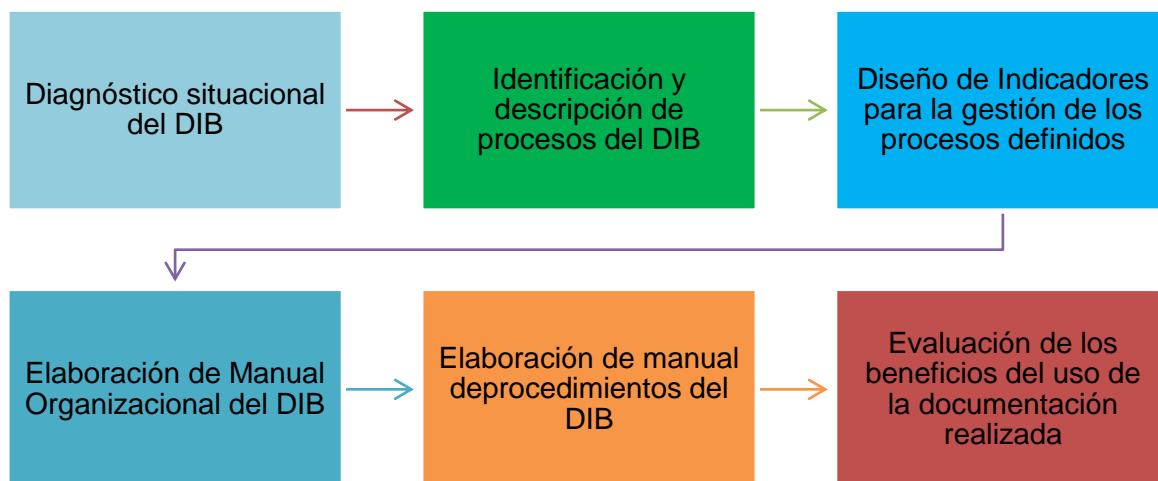 Diagnóstico situacional
del DIB
Identificación y
descripción de
procesos del DIB
Diseño de Indicadores
para la gestión de los
procesos definidos
Elaboración de Manual
Organizacional del DIB
Elaboración de manual
deprocedimientos del
DIB
Evaluación de los
beneficios del uso de
la documentación
realizada